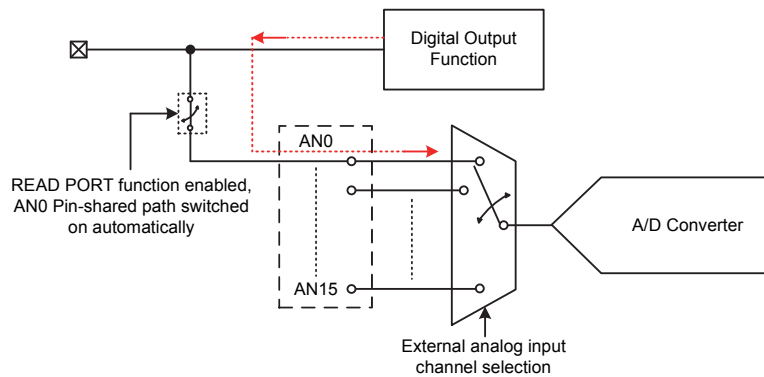 Digital Output
Function
AN0
READ PORT function enabled,
AN0 Pin-shared path switched
on automatically
A/D Converter
AN15
External analog input
channel selection